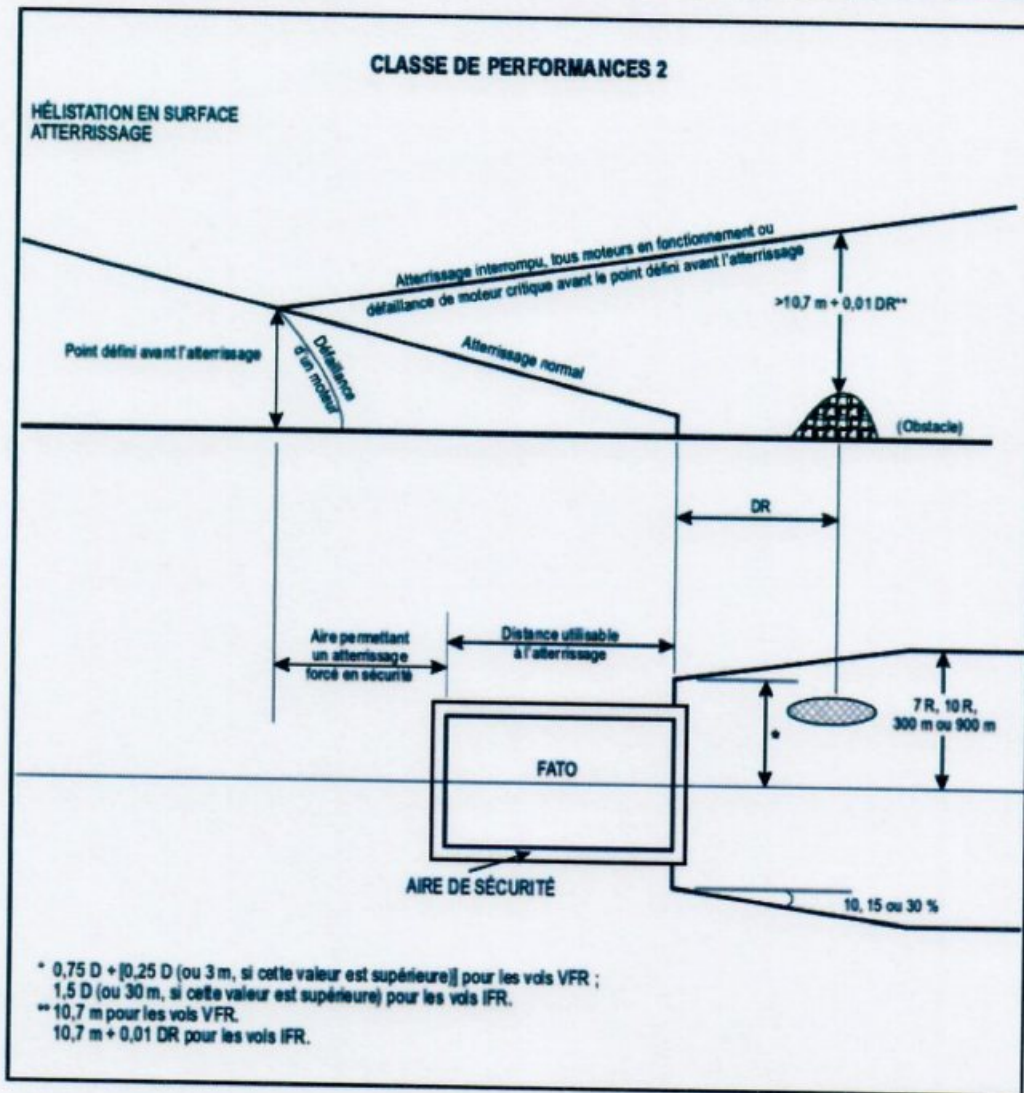 CLASSE DE PERFORMANCES 2
HÉLISTATION EN SURFACE
ATTERRISSAGE
Atterrissage interrompu, tous moteurs en fonctionnement ou
défaillance de moteur critique avant le point défini avant l'atterrissage
>10,7 m + 0,01 DR**
Point défini avant l'atterrissage
Défaillance
d'un moteur
Atterrissage normal
(Obstacle)
DR
Aire permettant
un atterrissage
forcé en sécurité
Distance utilisable
à l'atterrissage
7 R, 10 R,
300 m ou 900 m
*
FATO
AIRE DE SÉCURITÉ
10, 15 ou 30 %
* 0,75 D + [0,25 D (ou 3 m, si cette valeur est supérieure)] pour les vols VFR ;
1,5 D (ou 30 m, si cette valeur est supérieure) pour les vols IFR.
** 10,7 m pour les vols VFR.
10,7 m + 0,01 DR pour les vols IFR.